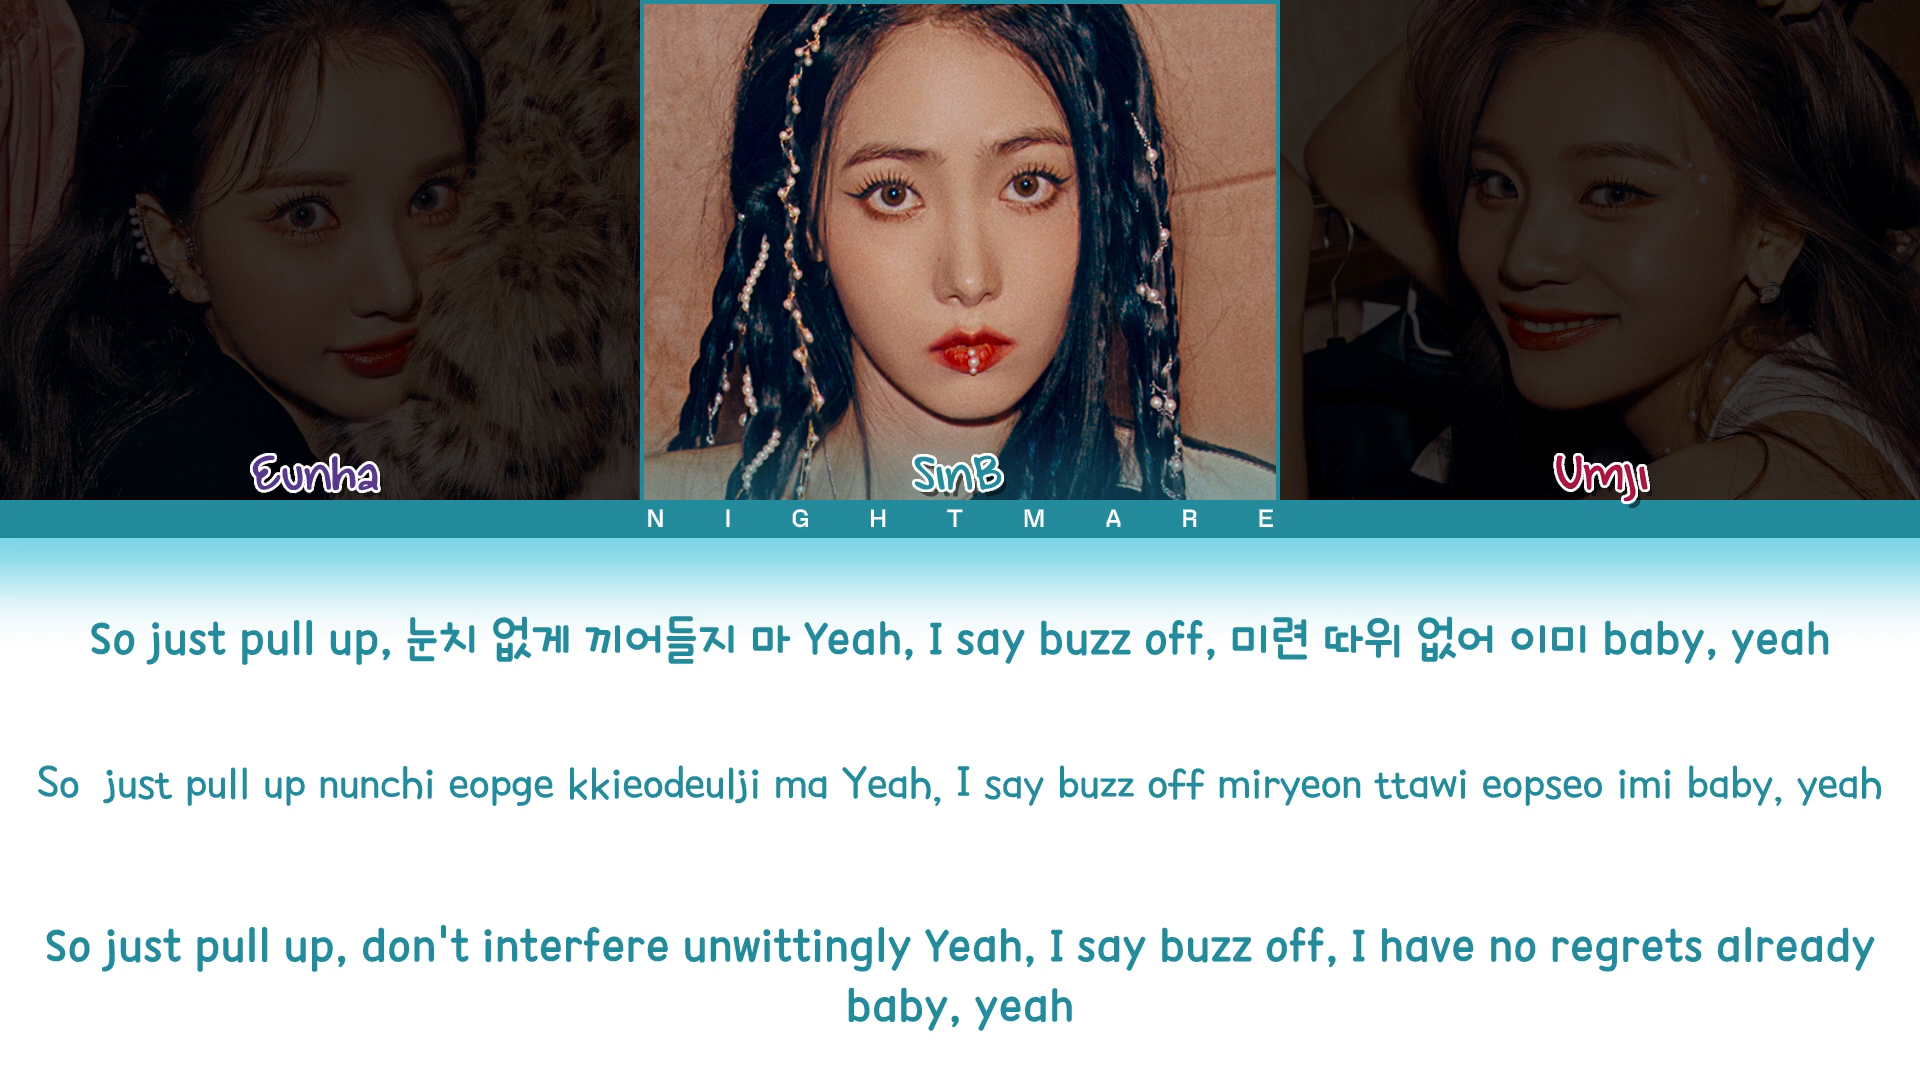 Eunha
SinB
Umji
NIGHTMARE
So just pull up, 눈치 없게 끼어들지 마 Yeah, I say buzz off, 미련 따위 없어 이미 baby, yeah
So just pull up nunchi eopge kkieodeulji ma Yeah, I say buzz off miryeon ttawi eopseo imi baby, yeah
So just pull up, don't interfere unwittingly Yeah, I say buzz off, I have no regrets already
baby, yeah